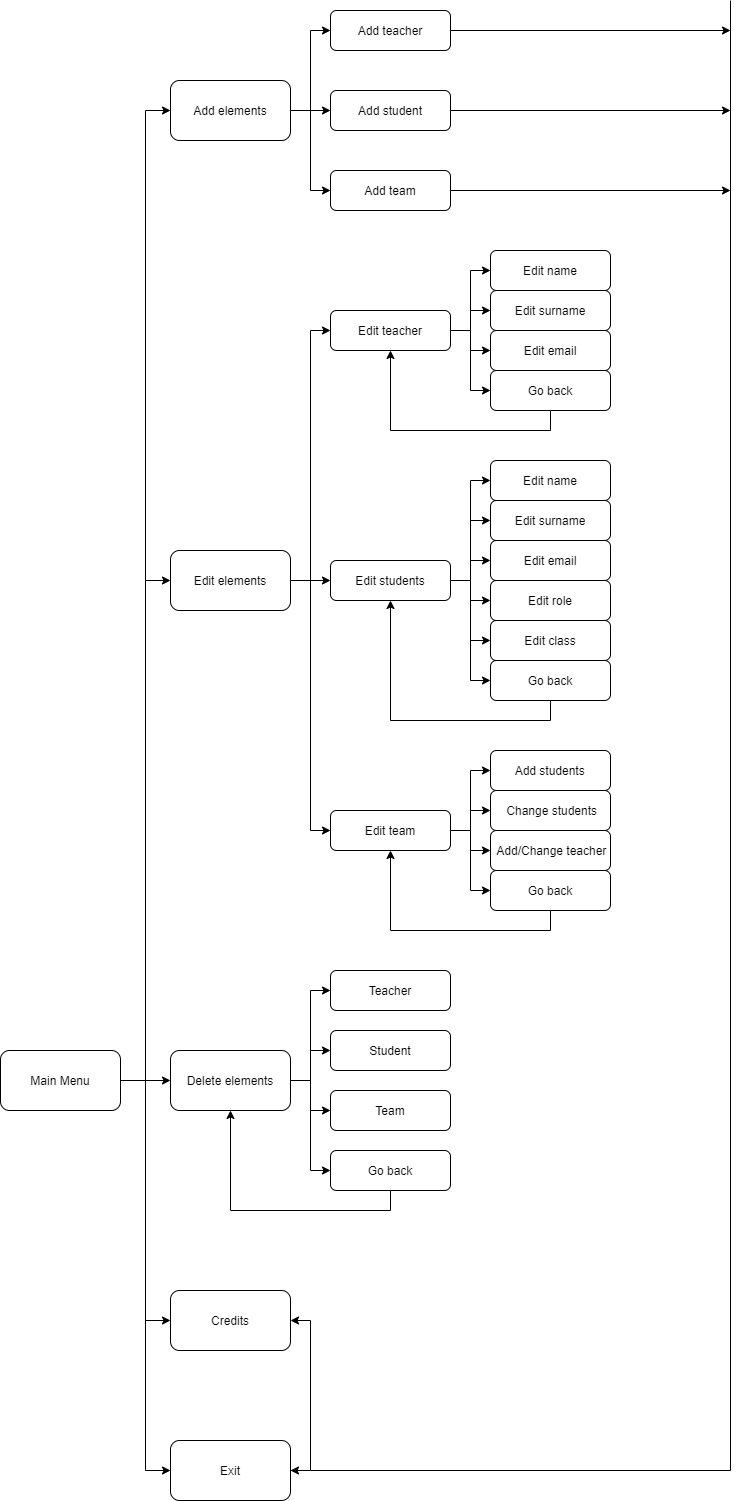 Add teacher
Add elements
Add student
Add team
Edit name
Edit surname
Edit teacher
Edit email
Go back
Edit name
Edit surname
Edit email
Edit elements
Edit students
Edit role
Edit class
Go back
Add students
Change students
Edit team
Add/Change teacher
Go back
Teacher
Student
Main Menu
Delete elements
Team
Go back
Credits
Exit